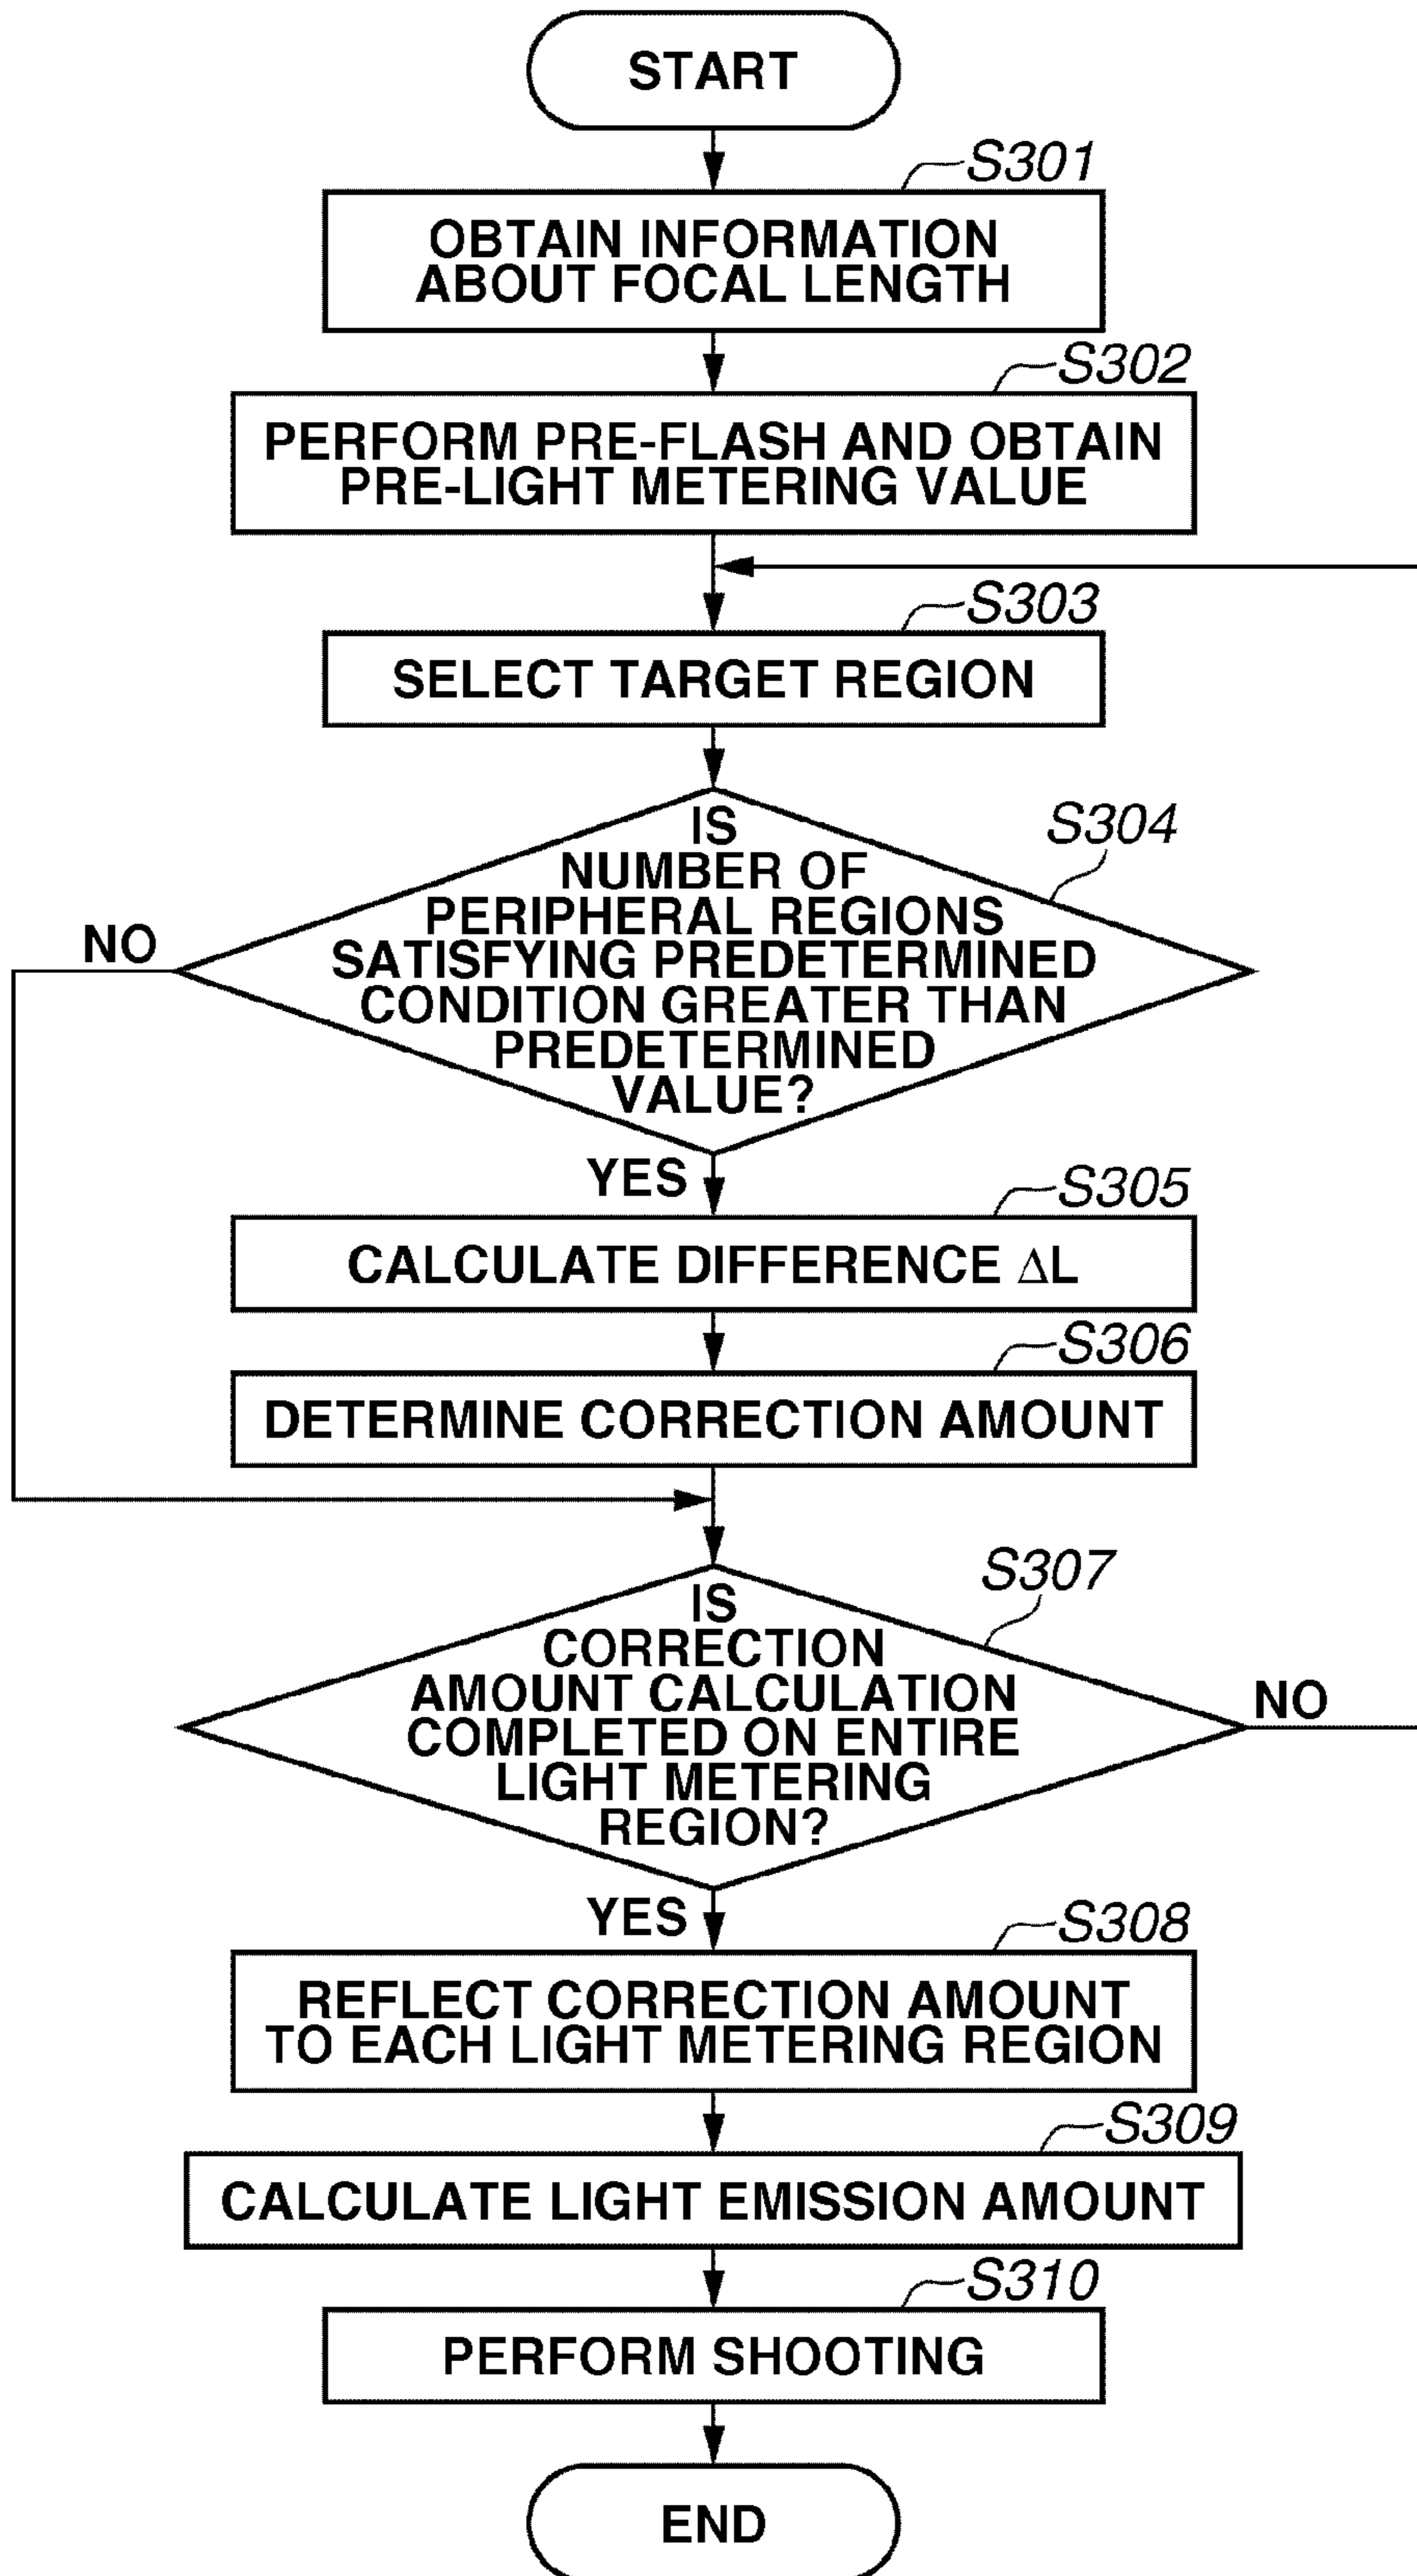 START
S301
OBTAIN INFORMATION
ABOUT FOCAL LENGTH
S302
PERFORM PRE-FLASH AND OBTAIN
PRE-LIGHT METERING VALUE
S303
SELECT TARGET REGION
S304
IS
NUMBER OF
PERIPHERAL REGIONS
SATISFYING PREDETERMINED
CONDITION GREATER THAN
PREDETERMINED
VALUE?
NO
YES
S305
CALCULATE DIFFERENCE ΔL
S306
DETERMINE CORRECTION AMOUNT
S307
IS
CORRECTION
AMOUNT CALCULATION
COMPLETED ON ENTIRE
LIGHT METERING
REGION?
NO
YES
S308
REFLECT CORRECTION AMOUNT
TO EACH LIGHT METERING REGION
S309
CALCULATE LIGHT EMISSION AMOUNT
S310
PERFORM SHOOTING
END